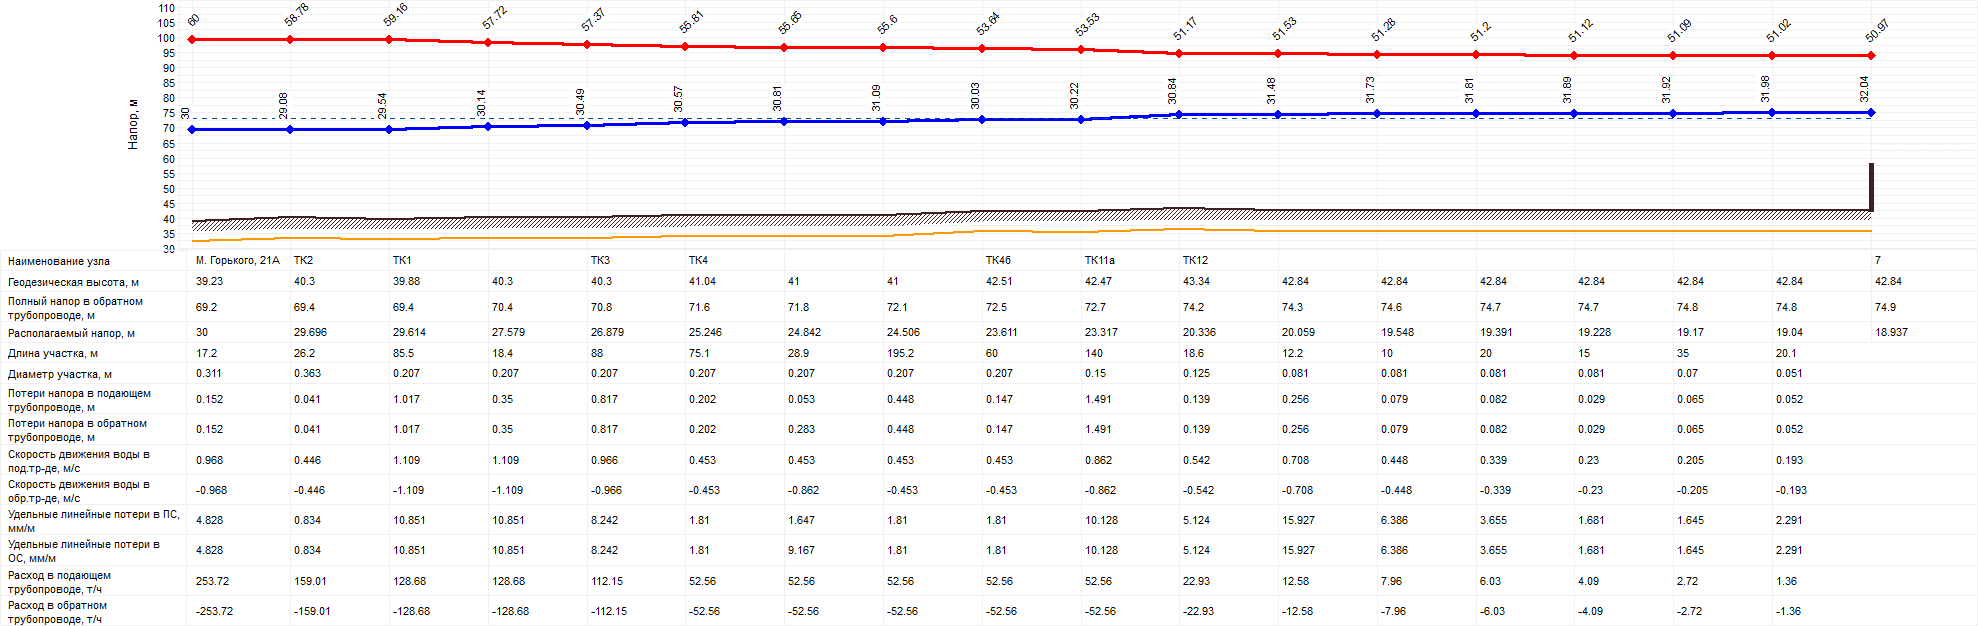 60 58.78 59.16 57.72 57.37 55.81 55.65 55.6 53.64 53.53 51.17 51.53 51.28 51.2 51.12 51.09 51.02 50.97
110
105
100
95
90
85
80
75
70
65
60
55
50
45
40
35
30
Напор, м
30 29.08 29.54 30.14 30.49 30.57 30.81 31.09 30.03 30.22 30.84 31.48 31.73 31.81 31.89 31.92 31.98 32.04
Наименование узла М. Горького, 21А ТК2 ТК1 ТК3 ТК4 ТК46 ТК11а ТК12 7
Геодезическая высота, м 39.23 40.3 39.88 40.3 40.3 41.04 41 41 42.51 42.47 43.34 42.84 42.84 42.84 42.84 42.84 42.84 42.84
Полный напор в обратном
трубопроводе, м 69.2 69.4 69.4 70.4 70.8 71.6 71.8 72.1 72.5 72.7 74.2 74.3 74.6 74.7 74.7 74.8 74.8 74.9
Располагаемый напор, м 30 29.696 29.614 27.579 26.879 25.246 24.842 24.506 23.611 23.317 20.336 20.059 19.548 19.391 19.228 19.17 19.04 18.937
Длина участка, м 17.2 26.2 85.5 18.4 88 75.1 28.9 195.2 60 140 18.6 12.2 10 20 15 35 20.1
Диаметр участка, м 0.311 0.363 0.207 0.207 0.207 0.207 0.207 0.207 0.207 0.15 0.125 0.081 0.081 0.081 0.081 0.07 0.051
Потери напора в подающем
трубопроводе, м 0.152 0.041 1.017 0.35 0.817 0.202 0.053 0.448 0.147 1.491 0.139 0.256 0.079 0.082 0.029 0.065 0.052
Потери напора в обратном
трубопроводе, м 0.152 0.041 1.017 0.35 0.817 0.202 0.283 0.448 0.147 1.491 0.139 0.256 0.079 0.082 0.029 0.065 0.052
Скорость движения воды в
под.тр-де, м/с 0.968 0.446 1.109 1.109 0.966 0.453 0.453 0.453 0.453 0.862 0.542 0.708 0.448 0.339 0.23 0.205 0.193
Скорость движения воды в
обр.тр-де, м/с -0.968 -0.446 -1.109 -1.109 -0.966 -0.453 -0.862 -0.453 -0.453 -0.862 -0.542 -0.708 -0.448 -0.339 -0.23 -0.205 -0.193
Удельные линейные потери в ПС,
мм/м 4.828 0.834 10.851 10.851 8.242 1.81 1.647 1.81 1.81 10.128 5.124 15.927 6.386 3.655 1.681 1.645 2.291
Удельные линейные потери в
ОС, мм/м 4.828 0.834 10.851 10.851 8.242 1.81 9.167 1.81 1.81 10.128 5.124 15.927 6.386 3.655 1.681 1.645 2.291
Расход в подающем
трубопроводе, т/ч 253.72 159.01 128.68 128.68 112.15 52.56 52.56 52.56 52.56 52.56 22.93 12.58 7.96 6.03 4.09 2.72 1.36
Расход в обратном
трубопроводе, т/ч -253.72 -159.01 -128.68 -128.68 -112.15 -52.56 -52.56 -52.56 -52.56 -52.56 -22.93 -12.58 -7.96 -6.03 -4.09 -2.72 -1.36